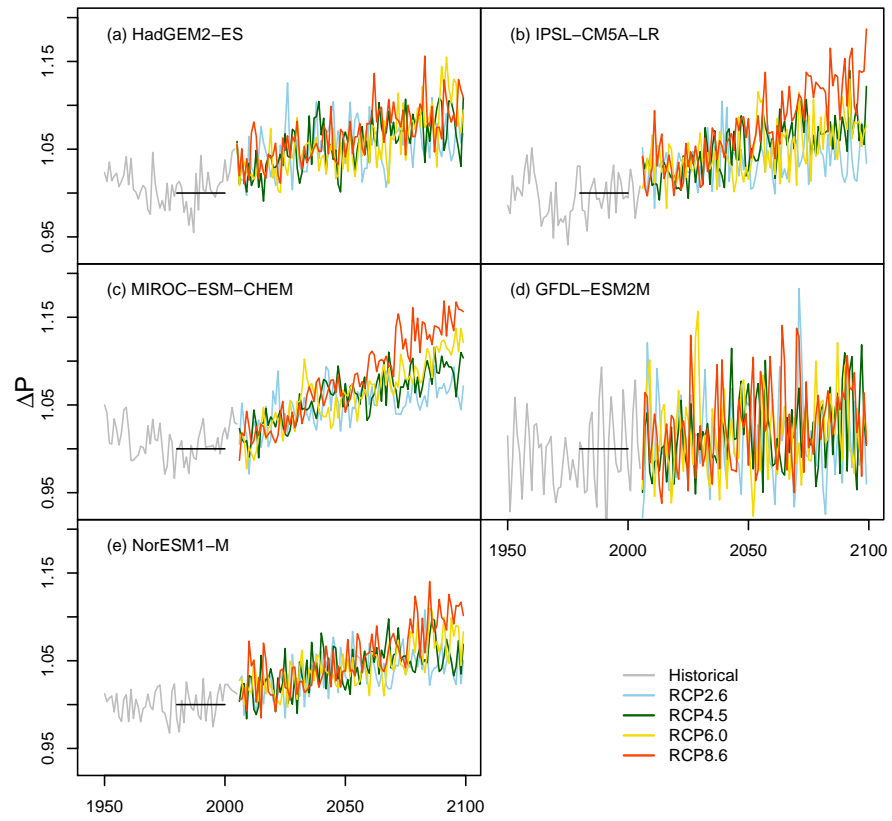 (a) HadGEM2−ES
(b) IPSL−CM5A−LR
0.95 1.05 1.15
(c) MIROC−ESM−CHEM
(d) GFDL−ESM2M
0.95 1.05 1.15
ΔP
1950 2000 2050 2100
(e) NorESM1−M
0.95 1.05 1.15
Historical
RCP2.6
RCP4.5
RCP6.0
RCP8.6
1950 2000 2050 2100